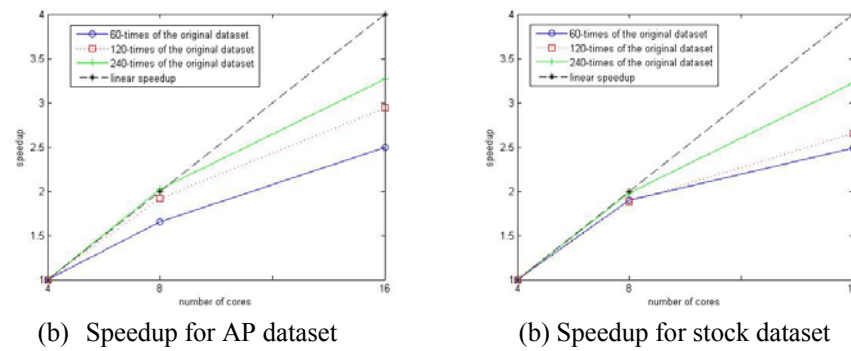 4
3.5
3
2.5
2
1.5
1
speedup
60-times of the original dataset
120-times of the original dataset
240-times of the original dataset
linear speedup
4
8
16
number of cores
(b) Speedup for AP dataset
4
3.5
3
2.5
2
1.5
1
speedup
60-times of the original dataset
120-times of the original dataset
240-times of the original dataset
linear speedup
4
8
1
number of cores
(b) Speedup for stock dataset